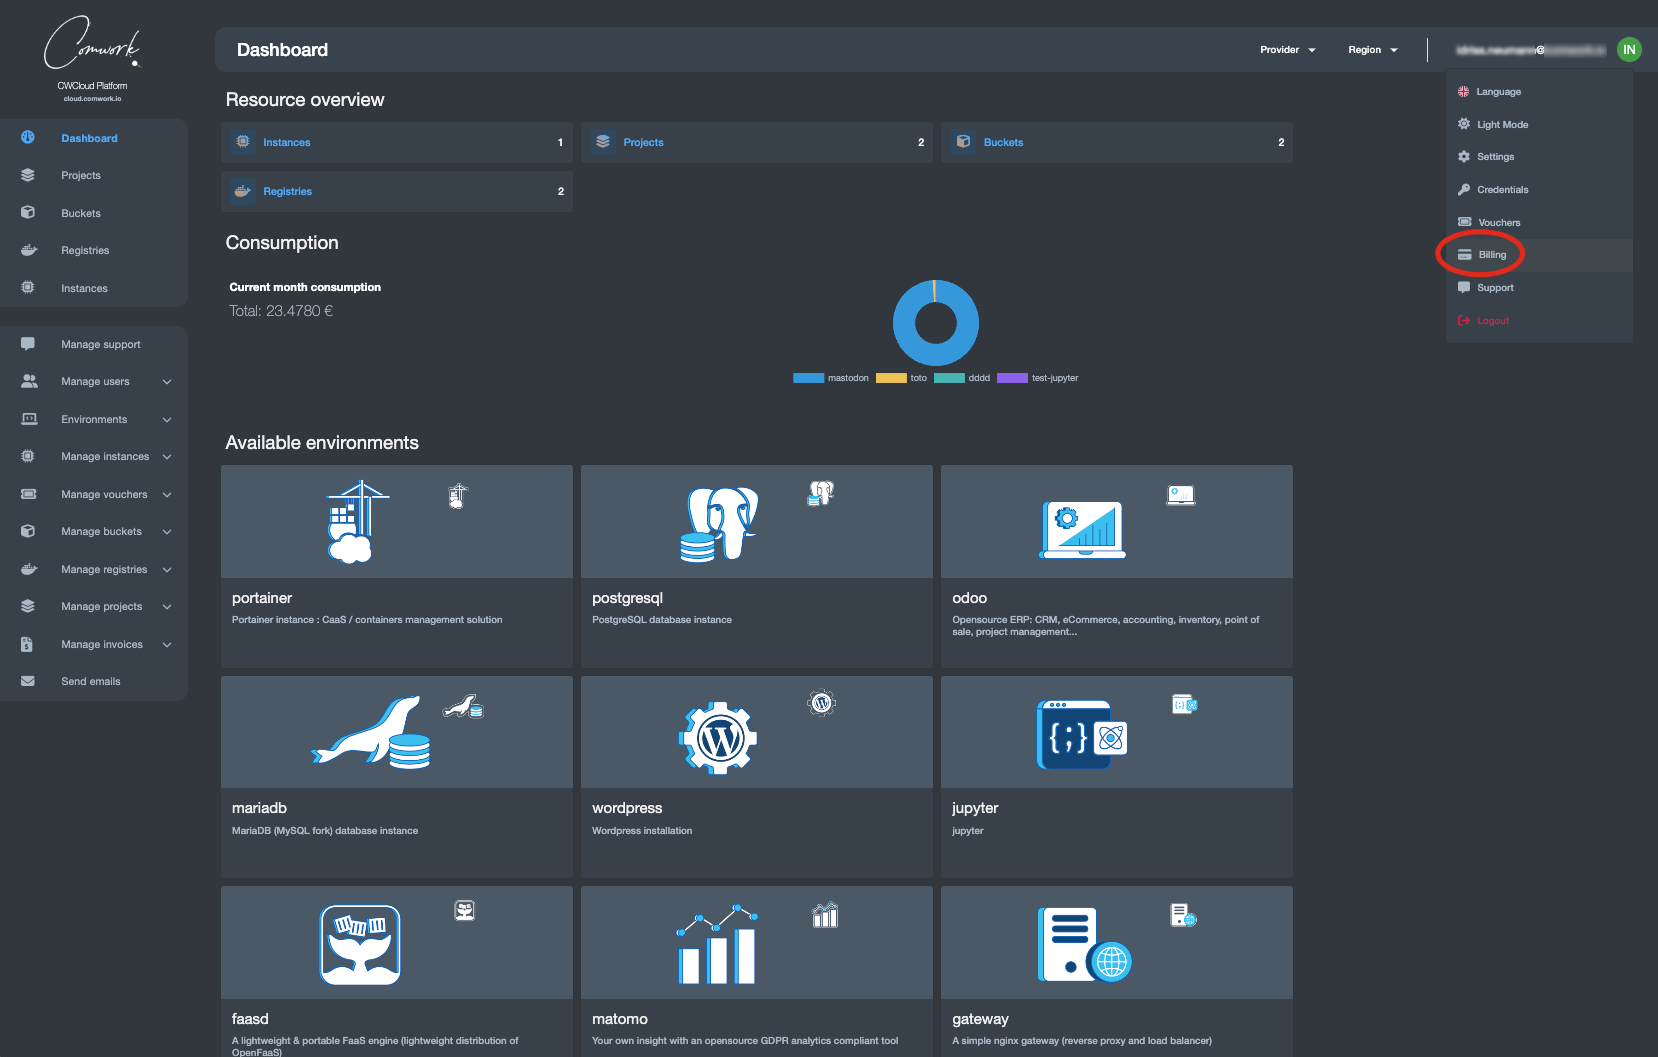 Comwork
CWCloud Platform
cloud.comwork.io
Dashboard
Projects
Buckets
Registries
Instances
Manage support
Manage users
Environments
Manage instances
Manage vouchers
Manage buckets
Manage registries
Manage projects
Manage invoices
Send emails
Dashboard
Provider
Region
IN
Language
Light Mode
Settings
Credentials
Vouchers
Billing
Support
Logout
Resource overview
Instances 1
Projects 2
Buckets 2
Registries 2
Consumption
Current month consumption
Total: 23.4780 €
mastodon toto dddd test-jupyter
Available environments
portainer
Portainer instance : CaaS / containers management solution
postgresql
PostgreSQL database instance
odoo
Opensource ERP: CRM, eCommerce, accounting, inventory, point of
sale, project management...
mariadb
MariaDB (MySQL fork) database instance
wordpress
Wordpress installation
jupyter
jupyter
faasd
A lightweight & portable FaaS engine (lightweight distribution of
OpenFaaS)
matomo
Your own insight with an opensource GDPR analytics compliant tool
gateway
A simple nginx gateway (reverse proxy and load balancer)